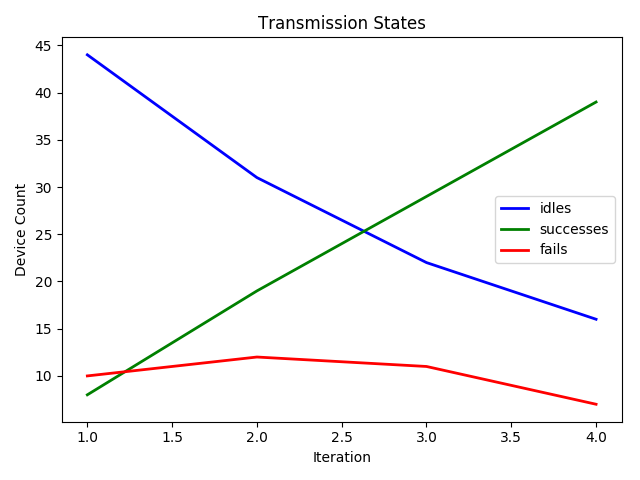 Transmission States
45
40
35
30
25
20
15
10
Device Count
idles
successes
fails
1.0 1.5 2.0 2.5 3.0 3.5 4.0
Iteration